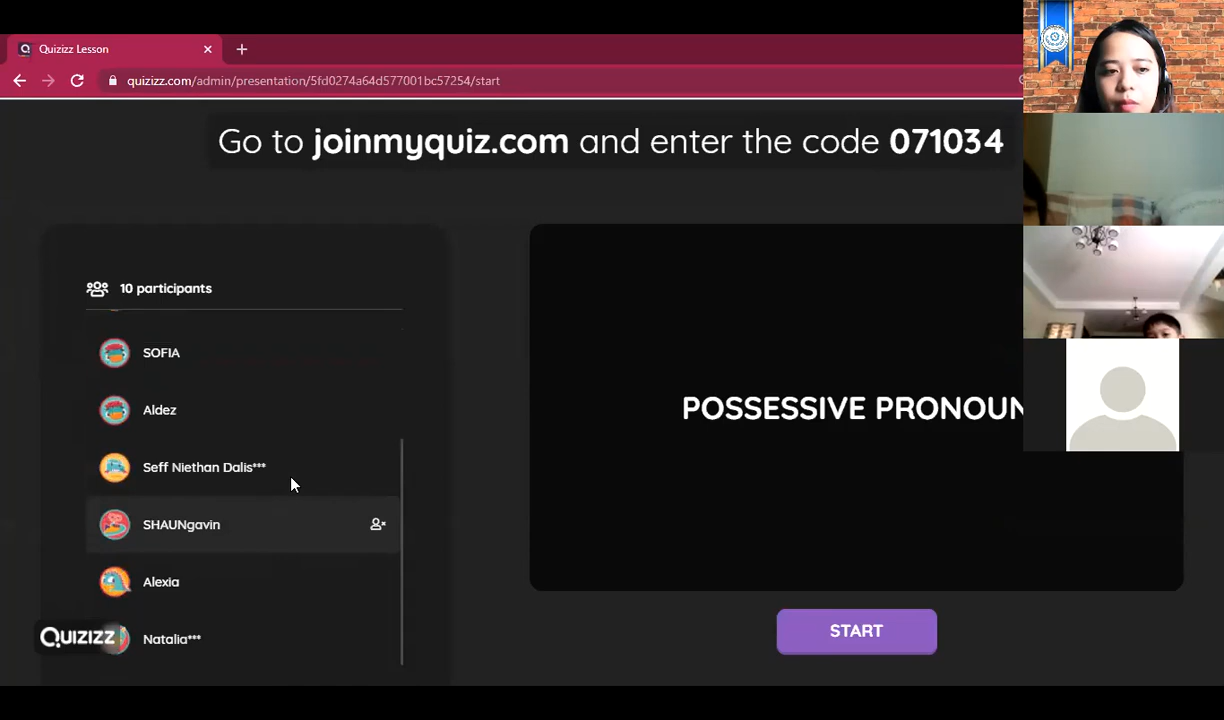 Quizizz Lesson
quizizz.com/admin/presentation/5fd0274a64d577001bc57254/start
Go to joinmyquiz.com and enter the code 071034
10 participants
SOFIA
Aldez
Seff Niethan Dalis***
SHAUNgavin
Alexia
Natalia***
QUIZIZZ
POSSESSIVE PRONOUN
START